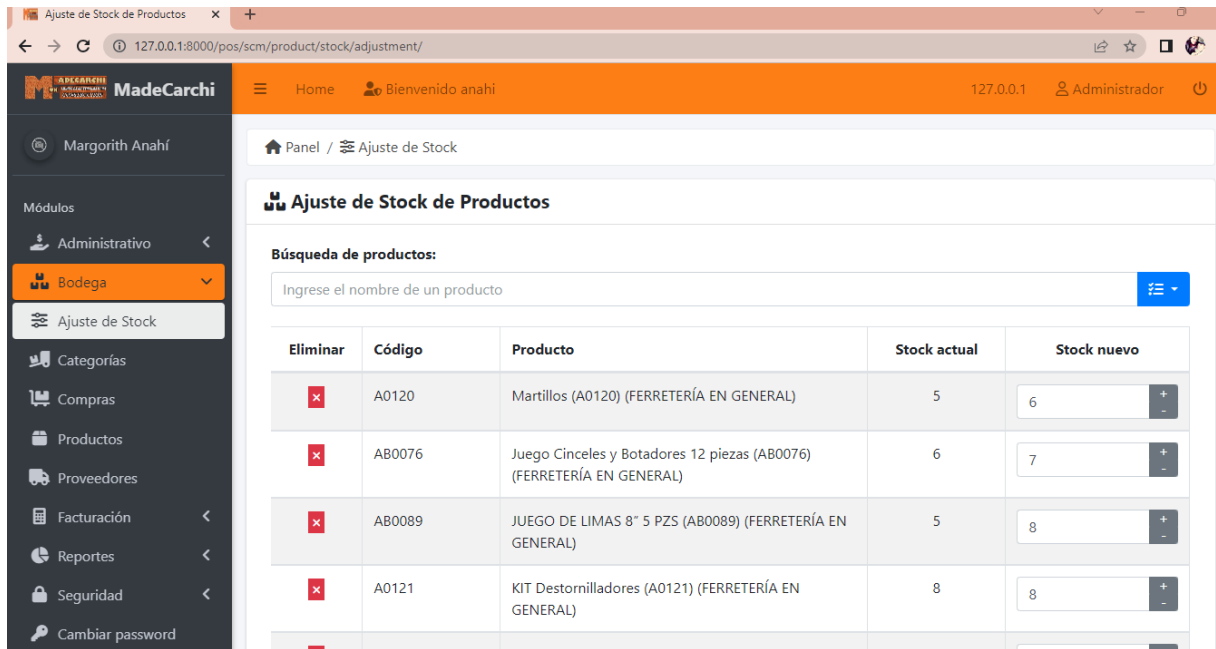 Ajuste de Stock de Productos
127.0.0.1:8000/pos/scm/product/stock/adjustment/
MadeCarchi
Home Bienvenido anahi 127.0.0.1 Administrador
Margorith Anahí
Panel / Ajuste de Stock
Módulos
Administrativo
Bodega
Ajuste de Stock
Categorías
Compras
Productos
Proveedores
Facturación
Reportes
Seguridad
Cambiar password
Ajuste de Stock de Productos
Búsqueda de productos:
Ingrese el nombre de un producto
Eliminar Código Producto Stock actual Stock nuevo
A0120 Martillos (A0120) (FERRETERÍA EN GENERAL) 5 6
AB0076 Juego Cinceles y Botadores 12 piezas (AB0076) 6 7
(FERRETERÍA EN GENERAL)
AB0089 JUEGO DE LIMAS 8″ 5 PZS (AB0089) (FERRETERÍA EN 5 8
GENERAL)
A0121 KIT Destornilladores (A0121) (FERRETERÍA EN 8 8
GENERAL)